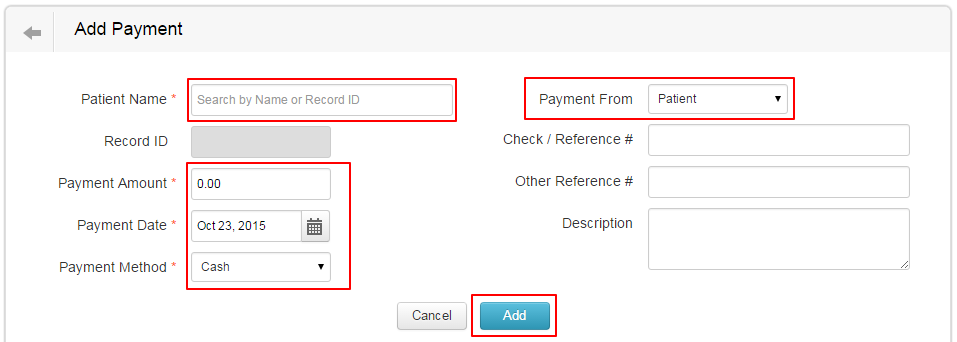 Add Payment
Patient Name * Search by Name or Record ID
Payment From Patient
Record ID
Check / Reference #
Payment Amount * 0.00
Other Reference #
Payment Date * Oct 23, 2015
Description
Payment Method * Cash
Cancel Add